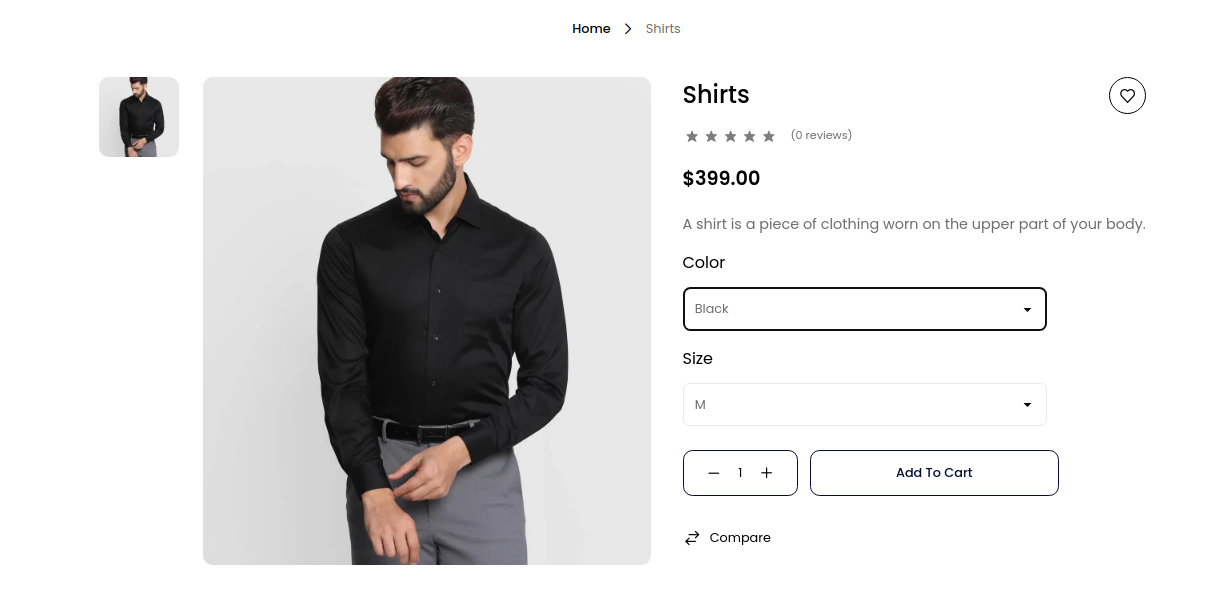 Home Shirts
Shirts
(0 reviews)
$399.00
A shirt is a piece of clothing worn on the upper part of your body.
Color
Black
Size
M
1 Add To Cart
Compare